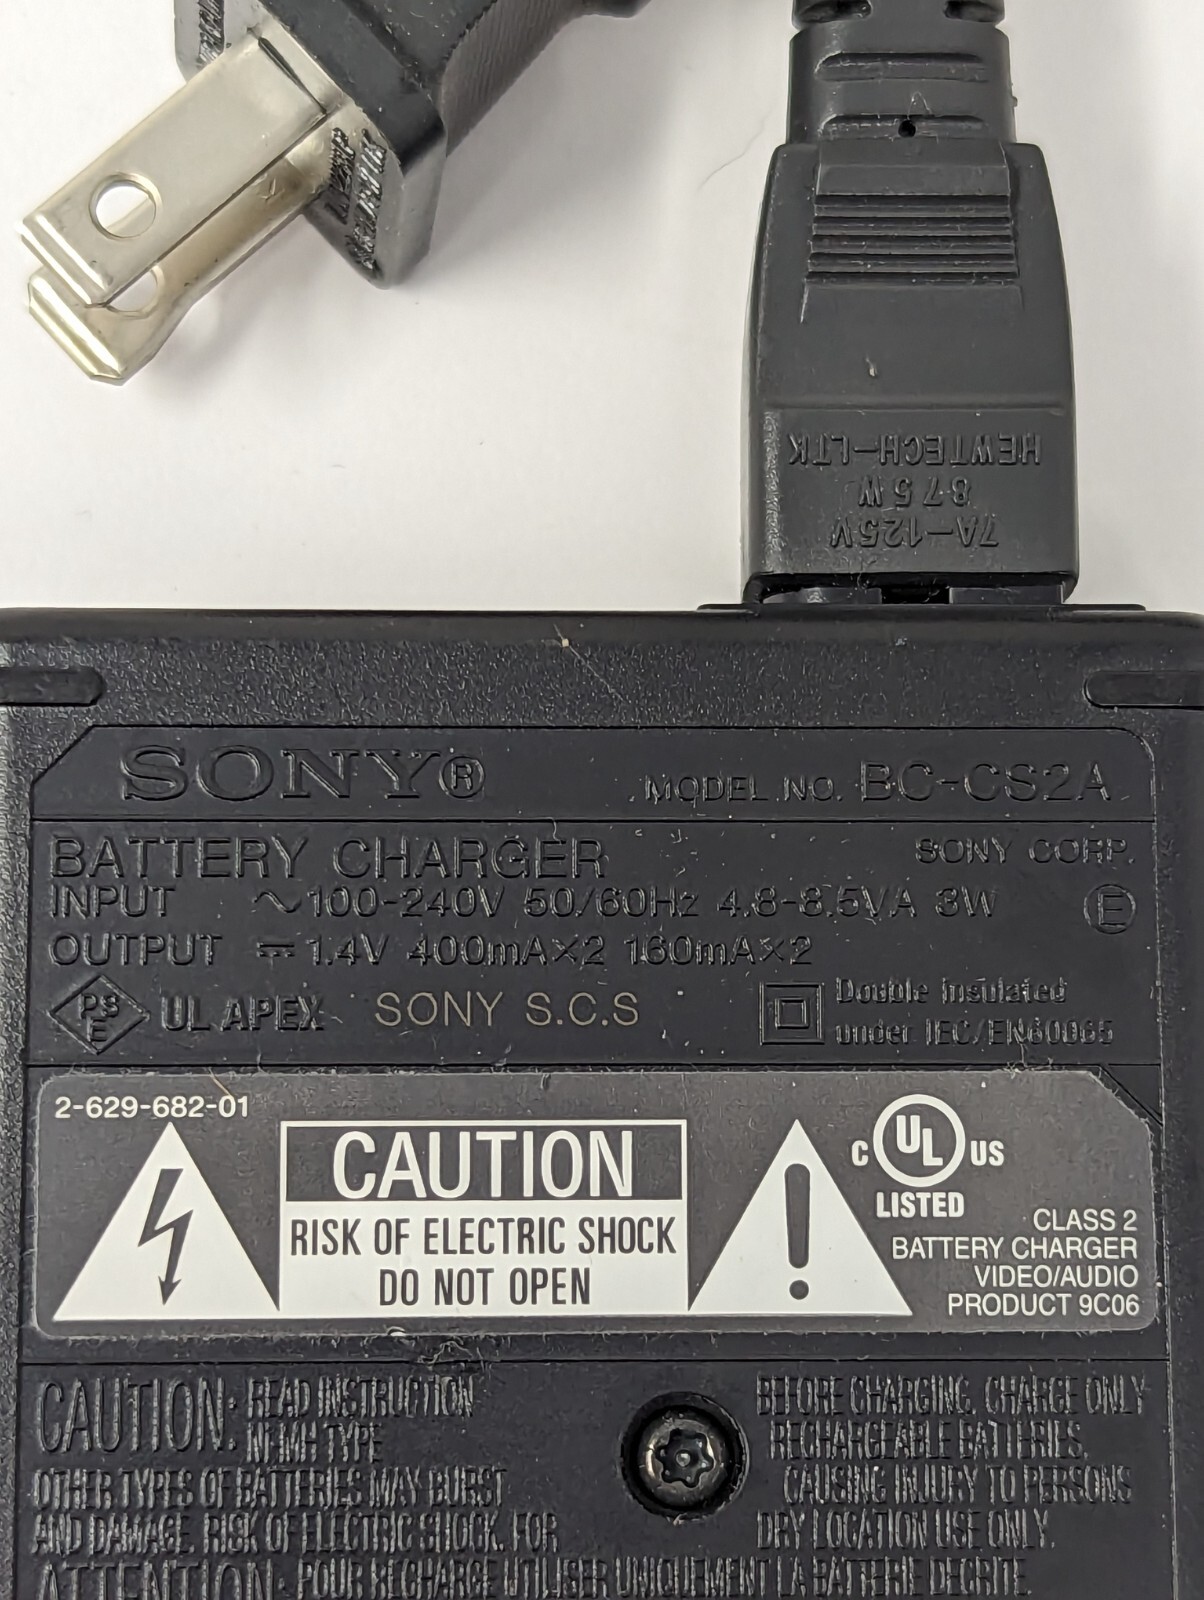 HEWTECH-LTK
875W
7A-125V
SONY®
MODEL NO. BC-CS2A
BATTERY CHARGER
SONY CORP.
INPUT ~100-240V 50/60Hz 4.8-8.5VA 3W
E
OUTPUT ⎓1.4V 400mA×2 160mA×2
PS
E
UL APEX SONY S.C.S
Double insulated
under IEC/EN60065
2-629-682-01
CAUTION
RISK OF ELECTRIC SHOCK
DO NOT OPEN
C UL US
LISTED
CLASS 2
BATTERY CHARGER
VIDEO/AUDIO
PRODUCT 9C06
CAUTION: READ INSTRUCTION BEFORE CHARGING. CHARGE ONLY
NI-MH TYPE RECHARGEABLE BATTERIES.
OTHER TYPES OF BATTERIES MAY BURST CAUSING INJURY TO PERSONS
AND DAMAGE. RISK OF ELECTRIC SHOCK. FOR DRY LOCATION USE ONLY.
ATTENTION: POUR RECHARGE UTILISER UNIQUEMENT LA BATTERIE DECRITE.